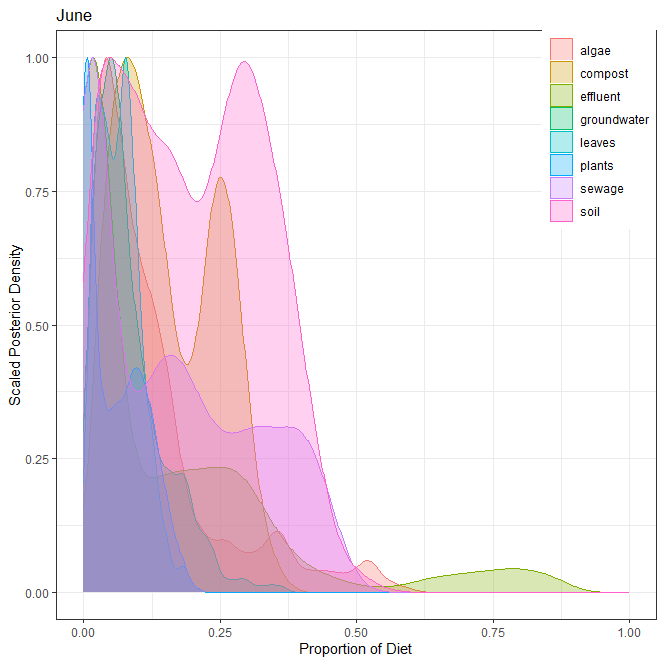 June
algae
compost
effluent
groundwater
leaves
plants
sewage
soil
Scaled Posterior Density
1.00
0.75
0.50
0.25
0.00
0.00 0.25 0.50 0.75 1.00
Proportion of Diet